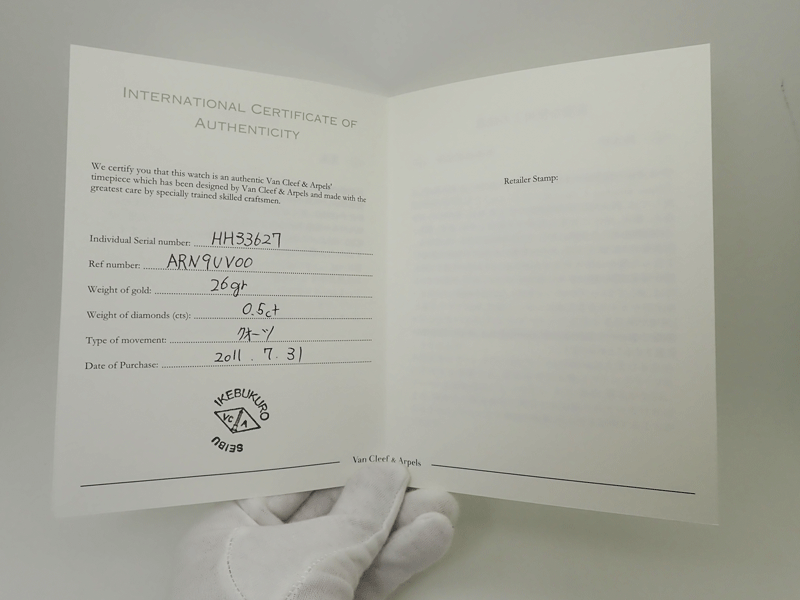 INTERNATIONAL CERTIFICATE OF
AUTHENTICITY
We certify you that this watch is an authentic Van Cleef & Arpels'
timepiece which has been designed by Van Cleef & Arpels and made with the
greatest care by specially trained skilled craftsmen.
Individual Serial number: HH33627
Ref number: ARN9UV00
Weight of gold: 26gr
Weight of diamonds (cts): 0.5ct
Type of movement: クオーツ
Date of Purchase: 2011. 7. 31
IKEBUKURO
VC A
SEIBU
Retailer Stamp:
Van Cleef & Arpels